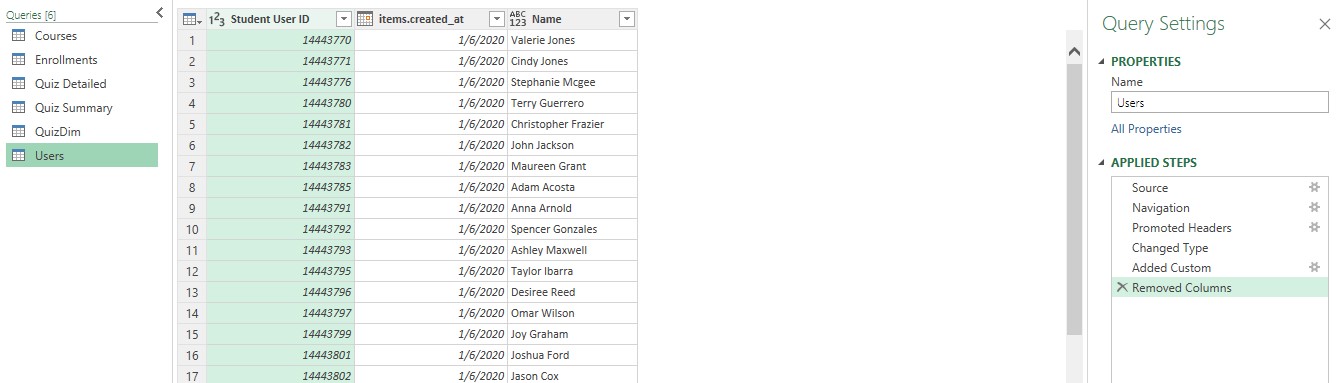 Queries [6]
Courses
Enrollments
Quiz Detailed
Quiz Summary
QuizDim
Users
1²3 Student User ID items.created_at ABC 123 Name
1 14443770 1/6/2020 Valerie Jones
2 14443771 1/6/2020 Cindy Jones
3 14443776 1/6/2020 Stephanie Mcgee
4 14443780 1/6/2020 Terry Guerrero
5 14443781 1/6/2020 Christopher Frazier
6 14443782 1/6/2020 John Jackson
7 14443783 1/6/2020 Maureen Grant
8 14443785 1/6/2020 Adam Acosta
9 14443791 1/6/2020 Anna Arnold
10 14443792 1/6/2020 Spencer Gonzales
11 14443793 1/6/2020 Ashley Maxwell
12 14443795 1/6/2020 Taylor Ibarra
13 14443796 1/6/2020 Desiree Reed
14 14443797 1/6/2020 Omar Wilson
15 14443799 1/6/2020 Joy Graham
16 14443801 1/6/2020 Joshua Ford
17 14443802 1/6/2020 Jason Cox
Query Settings
PROPERTIES
Name
Users
All Properties
APPLIED STEPS
Source
Navigation
Promoted Headers
Changed Type
Added Custom
Removed Columns